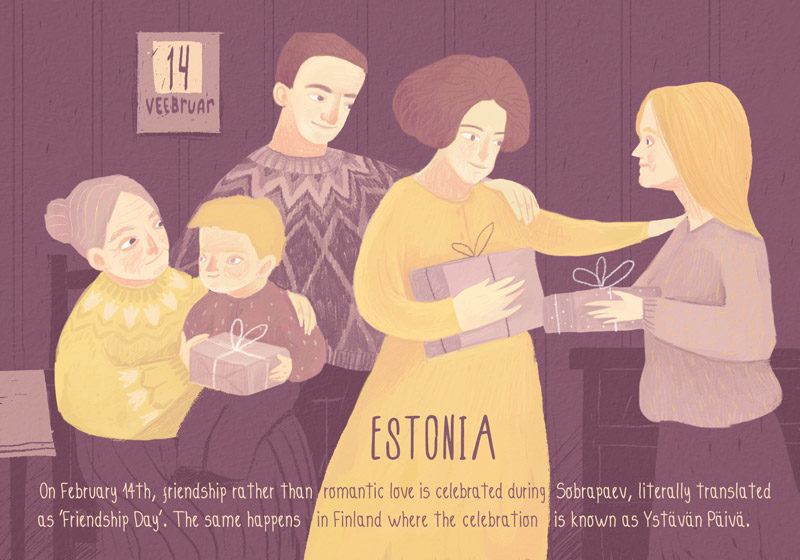 14
VEEBRUAR
ESTONIA
On February 14th, friendship rather than romantic love is celebrated during Sobrapaev, literally translated
as 'Friendship Day'. The same happens in Finland where the celebration is known as Ystävän Päivä.